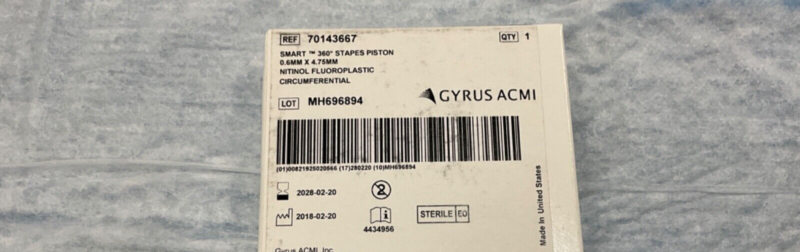 REF 70143667
QTY 1
SMART ™ 360° STAPES PISTON
0.6MM X 4.75MM
NITINOL FLUOROPLASTIC
CIRCUMFERENTIAL
LOT MH696894
GYRUS ACMI
(01)00821925020566 (17)280220 (10)MH696894
2028-02-20
2
2018-02-20
i
4434956
STERILE EO
Made In United States
Gyrus ACMI, Inc.